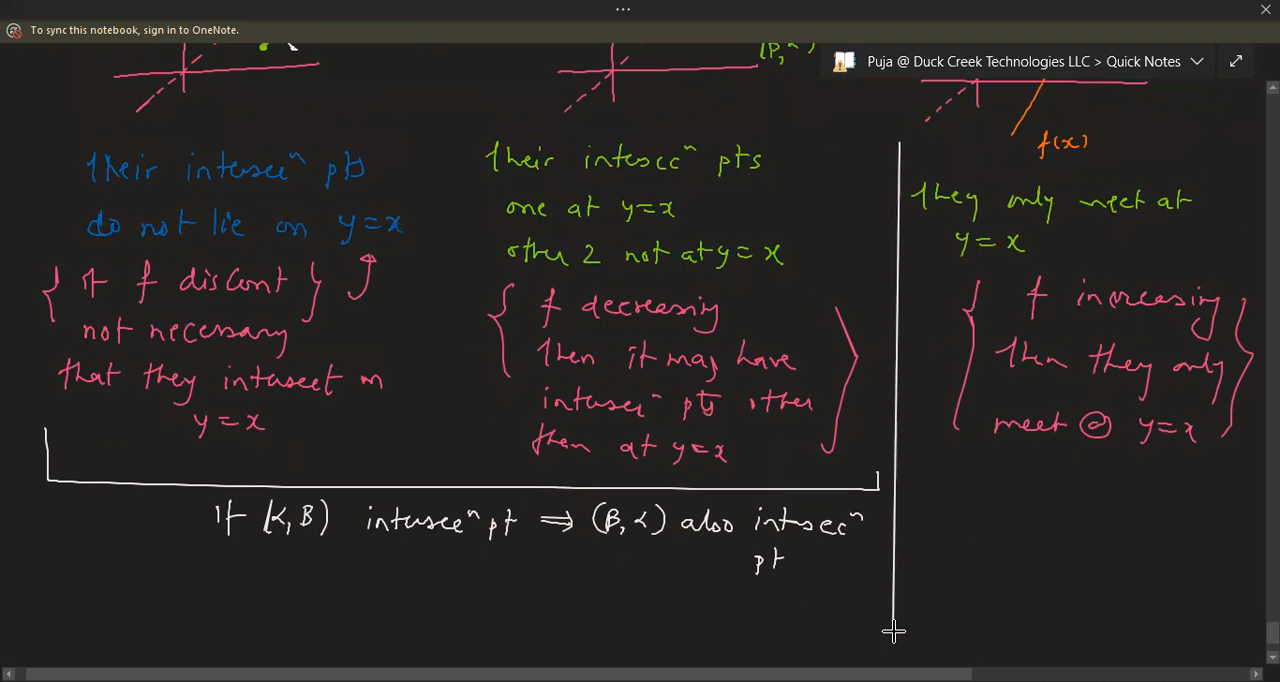 To sync this notebook, sign in to OneNote.
Puja @ Duck Creek Technologies LLC > Quick Notes
f(x)
their intersecⁿ pts
do not lie on y=x
{ if f discont }
not necessary
that they intersect on
y=x
(β,α)
their intersecⁿ pts
one at y=x
other 2 not at y=x
{ f decreasing
then it may have
intersecⁿ pts other
then at y=x }
they only meet at
y=x
{ f increasing
then they only
meet @ y=x }
If (α,β) intersecⁿ pt ⇒ (β,α) also intersecⁿ
pt